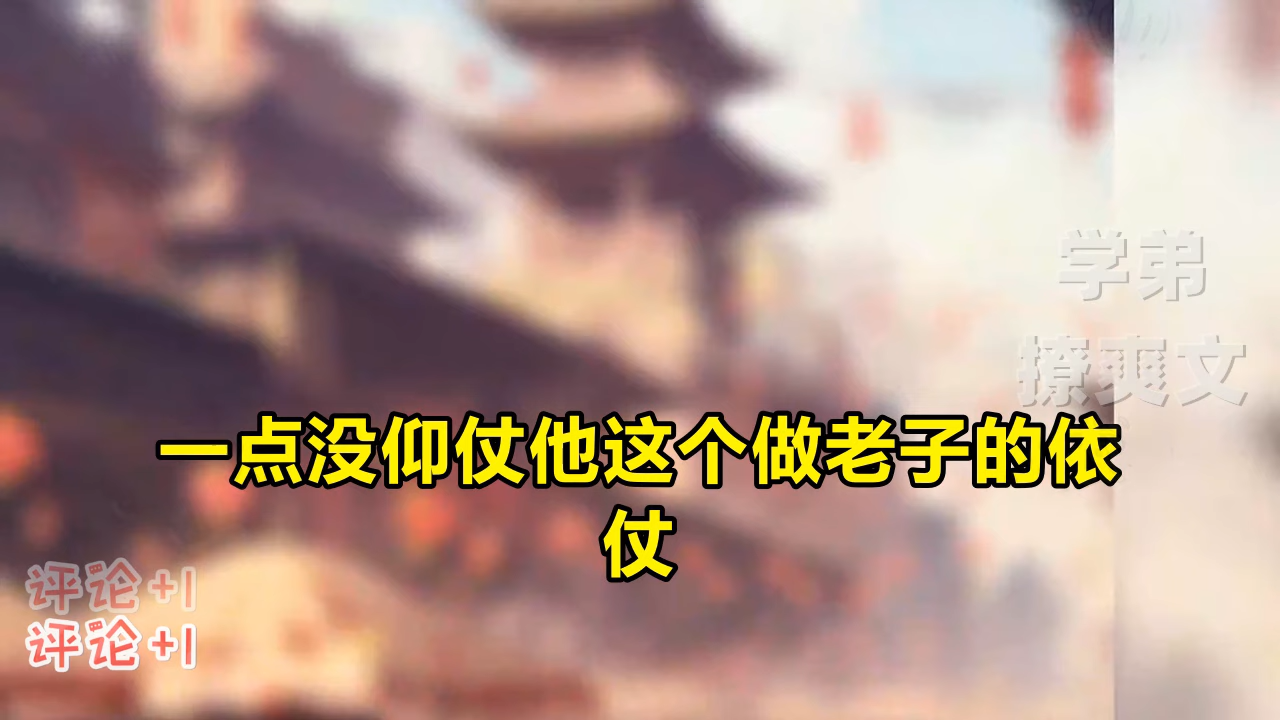 学弟
撩爽文
一点没仰仗他这个做老子的依
仗
评论+1
评论+1